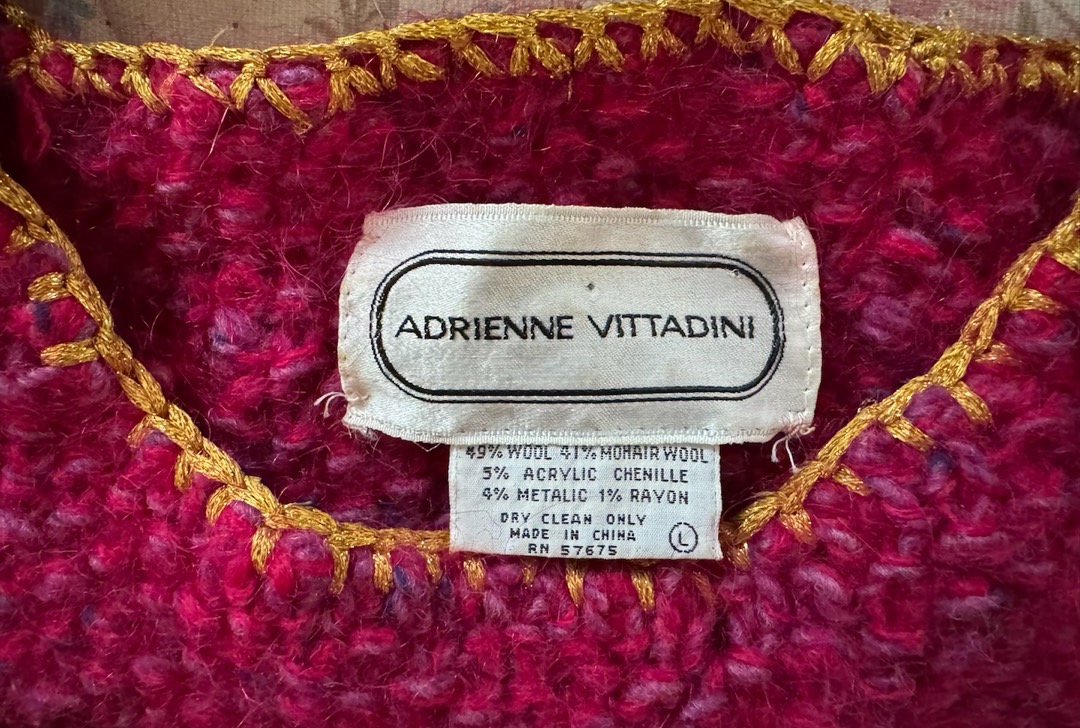 ADRIENNE VITTADINI
49% WOOL 41% MOHAIR WOOL
5% ACRYLIC CHENILLE
4% METALIC 1% RAYON
DRY CLEAN ONLY
MADE IN CHINA
RN 57675
L